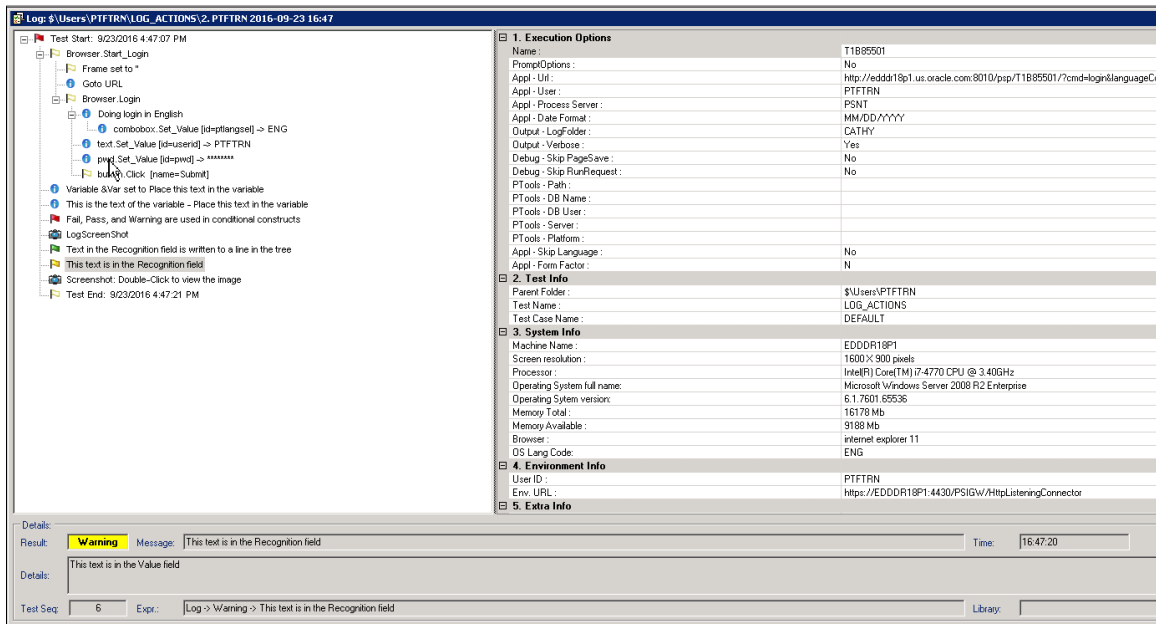 Log: $\Users\PTFTRN\LOG_ACTIONS\2. PTFTRN 2016-09-23 16:47
Test Start: 9/23/2016 4:47:07 PM
Browser.Start_Login
Frame set to "
Goto URL
Browser.Login
Doing login in English
combobox.Set_Value [id=ptlangsel] -> ENG
text.Set_Value [id=userid] -> PTFTRN
pwd.Set_Value [id=pwd] -> ********
[name=Submit]
Variable &Var set to Place this text in the variable
This is the text of the variable - Place this text in the variable
Fail, Pass, and Warning are used in conditional constructs
LogScreenShot
Text in the Recognition field is written to a line in the tree
This text is in the Recognition field
Screenshot: Double-Click to view the image
Test End: 9/23/2016 4:47:21 PM
1. Execution Options
Name : T1B85501
PromptOptions : No
Appl - Url : http://edddr18p1.us.oracle.com:8010/psp/T1B85501/?cmd=login&languageC
Appl - User : PTFTRN
Appl - Process Server : PSNT
Appl - Date Format : MM/DD/YYYY
Output - LogFolder : CATHY
Output - Verbose : Yes
Debug - Skip PageSave : No
Debug - Skip RunRequest : No
PTools - Path :
PTools - DB Name :
PTools - DB User :
PTools - Server :
PTools - Platform :
Appl - Skip Language : No
Appl - Form Factor : N
2. Test Info
Parent Folder : $\Users\PTFTRN
Test Name : LOG_ACTIONS
Test Case Name : DEFAULT
3. System Info
Machine Name : EDDDR18P1
Screen resolution : 1600 X 900 pixels
Processor : Intel(R) Core(TM) i7-4770 CPU @ 3.40GHz
Operating System full name: Microsoft Windows Server 2008 R2 Enterprise
Operating Sytem version: 6.1.7601.65536
Memory Total : 16178 Mb
Memory Available : 9188 Mb
Browser : internet explorer 11
OS Lang Code: ENG
4. Environment Info
User ID : PTFTRN
Env. URL : https://EDDDR18P1:4430/PSIGW/HttpListeningConnector
5. Extra Info
Details:
Result: Warning Message: This text is in the Recognition field Time: 16:47:20
Details: This text is in the Value field
Test Seq: 6 Expr.: Log -> Warning -> This text is in the Recognition field Library: